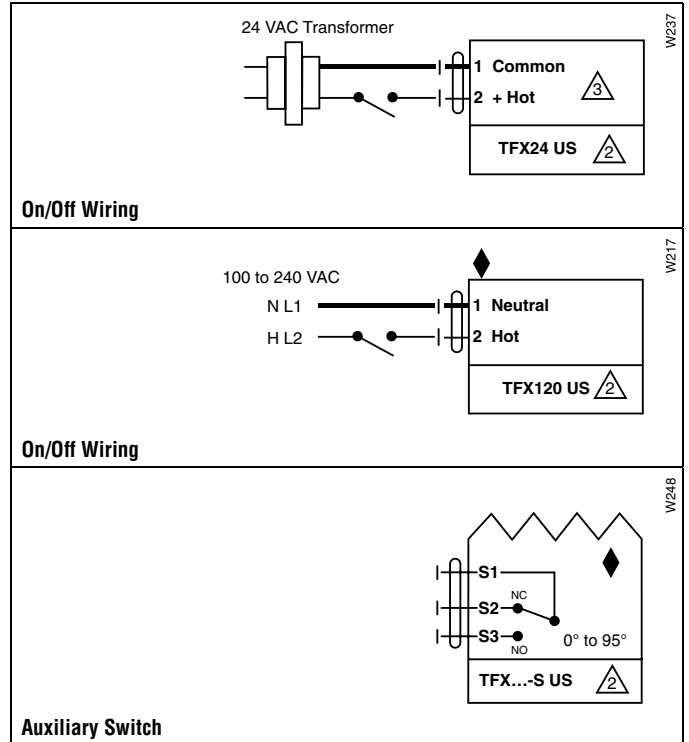 24 VAC Transformer
W237
1 Common
2 + Hot
3
TFX24 US 2
On/Off Wiring
W217
100 to 240 VAC
N L1
1 Neutral
H L2
2 Hot
TFX120 US 2
On/Off Wiring
W248
S1
NC
S2
S3
NO
0° to 95°
TFX...-S US 2
Auxiliary Switch